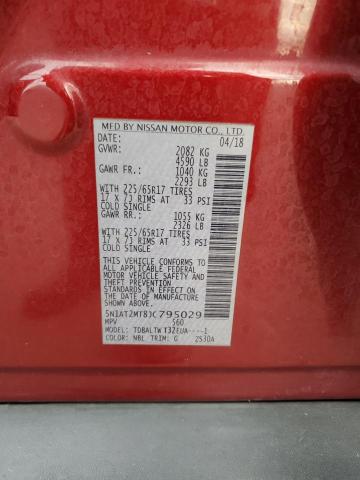 MFD BY NISSAN MOTOR CO., LTD.
DATE: 04/18
GVWR: 2082 KG
4590 LB
GAWR FR.: 1040 KG
2293 LB
WITH 225/65R17 TIRES
17 X 7J RIMS AT 33 PSI
COLD SINGLE
GAWR RR: 1055 KG
2326 LB
WITH 225/65R17 TIRES
17 X 7J RIMS AT 33 PSI
COLD SINGLE
THIS VEHICLE CONFORMS TO ALL
APPLICABLE FEDERAL MOTOR
VEHICLE SAFETY AND THEFT PREVENTION
STANDARDS IN EFFECT ON THE
DATE OF MANUFACTURE SHOWN ABOVE.
5N1AT2MT8JC795029
MPV 560
MODEL:
COLOR: NBL TRIM: G 2530A